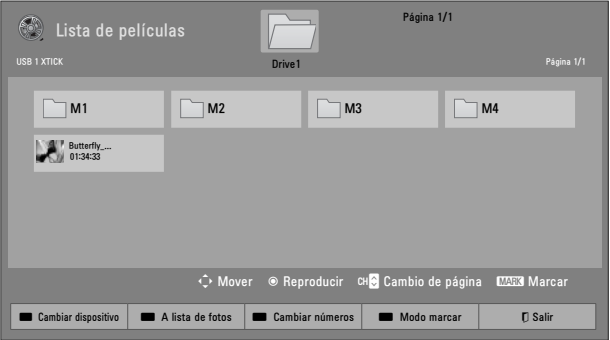 Lista de películas
Página 1/1
USB 1 XTICK
Drive1
Página 1/1
M1
M2
M3
M4
Butterfly_...
01:34:33
Mover
Reproducir
CH
Cambio de página
MARK
Marcar
Cambiar dispositivo
A lista de fotos
Cambiar números
Modo marcar
Salir